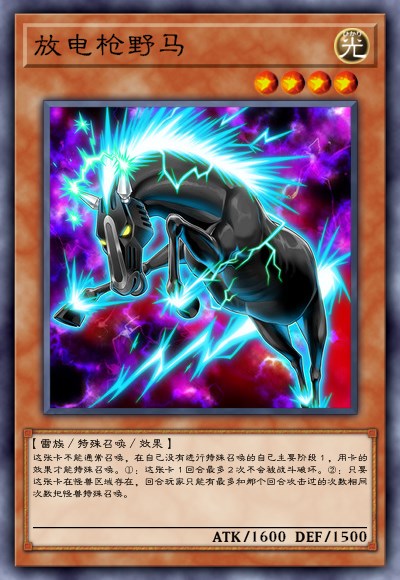 放电枪野马
光
【雷族／特殊召唤／效果】
这张卡不能通常召唤，在自己没有进行特殊召唤的自己主要阶段1，用卡的
效果才能特殊召唤。①：这张卡1回合最多2次不会被战斗破坏。②：只要
这张卡在怪兽区域存在，回合玩家只能有最多和那个回合攻击过的次数相同
次数把怪兽特殊召唤。
ATK/1600 DEF/1500